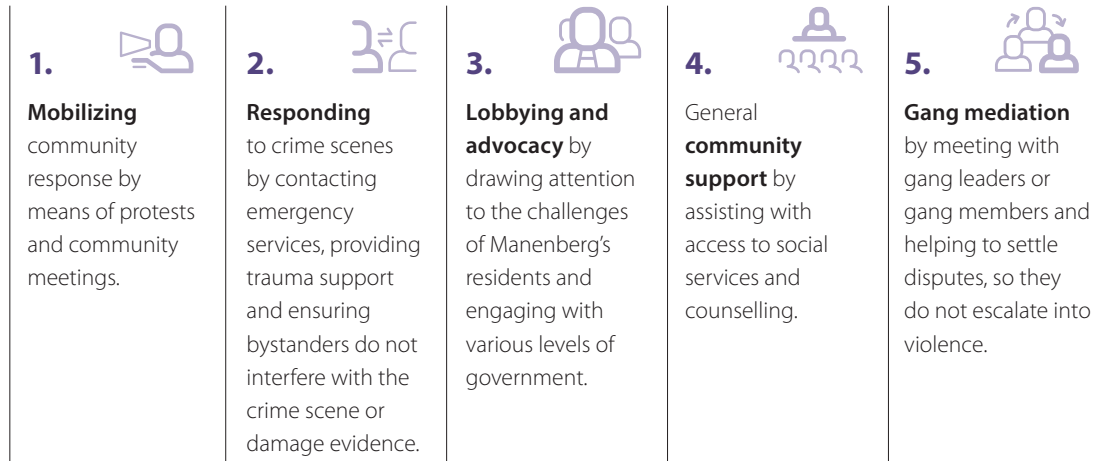 1.
Mobilizing
community
response by
means of protests
and community
meetings.
2.
Responding
to crime scenes
by contacting
emergency
services, providing
trauma support
and ensuring
bystanders do not
interfere with the
crime scene or
damage evidence.
3.
Lobbying and
advocacy by
drawing attention
to the challenges
of Manenberg’s
residents and
engaging with
various levels of
government.
4.
General
community
support by
assisting with
access to social
services and
counselling.
5.
Gang mediation
by meeting with
gang leaders or
gang members and
helping to settle
disputes, so they
do not escalate into
violence.